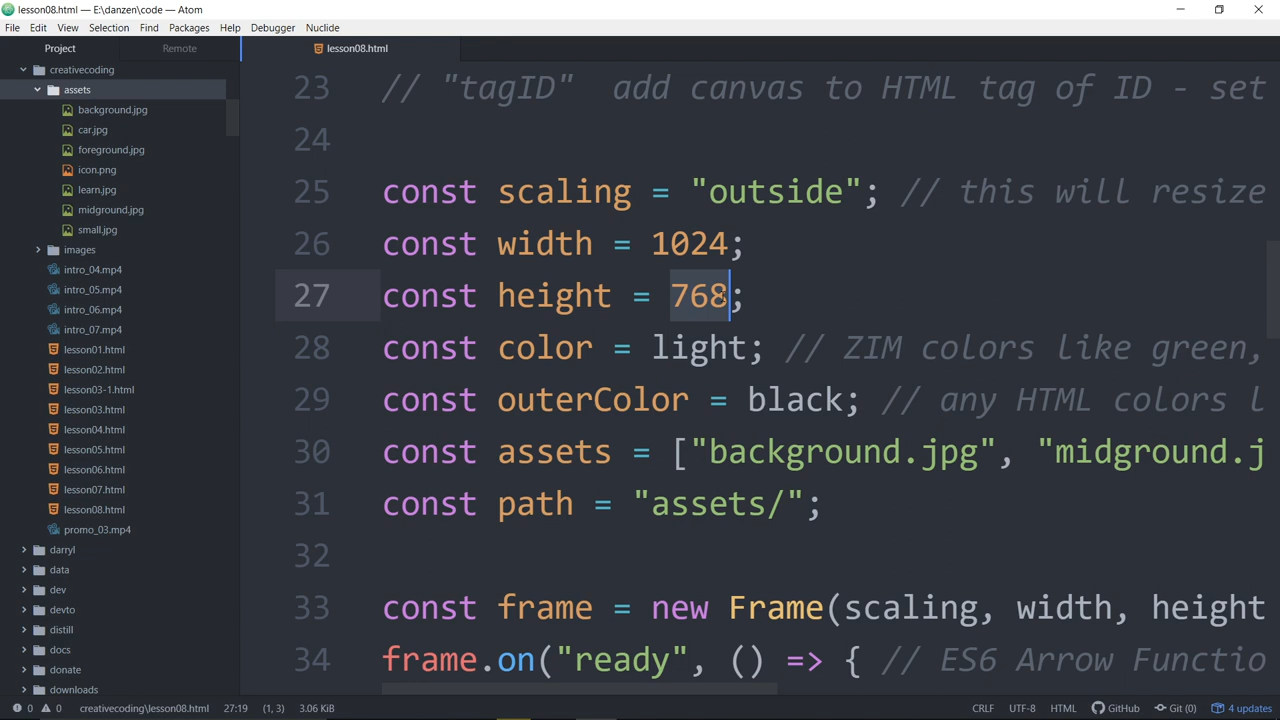 lesson08.html — E:\danzen\code — Atom
File Edit View Selection Find Packages Help Debugger Nuclide
Project Remote
lesson08.html
creativecoding
assets
background.jpg
car.jpg
foreground.jpg
icon.png
learn.jpg
midground.jpg
small.jpg
images
intro_04.mp4
intro_05.mp4
intro_06.mp4
intro_07.mp4
lesson01.html
lesson02.html
lesson03-1.html
lesson03.html
lesson04.html
lesson05.html
lesson06.html
lesson07.html
lesson08.html
promo_03.mp4
darryl
data
dev
devto
distill
docs
donate
downloads
23 // "tagID" add canvas to HTML tag of ID - set
24
25 const scaling = "outside"; // this will resize
26 const width = 1024;
27 const height = 768;
28 const color = light; // ZIM colors like green,
29 const outerColor = black; // any HTML colors l
30 const assets = ["background.jpg", "midground.j
31 const path = "assets/";
32
33 const frame = new Frame(scaling, width, height
34 frame.on("ready", () => { // ES6 Arrow Functio
0 0 creativecoding\lesson08.html 27:19 (1, 3) 3.06 KiB CRLF UTF-8 HTML GitHub Git (0) 4 updates